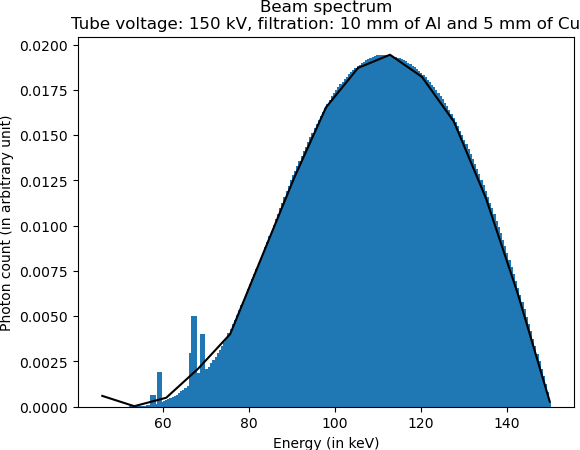 Beam spectrum
Tube voltage: 150 kV, filtration: 10 mm of Al and 5 mm of Cu
Photon count (in arbitrary unit)
0.0200
0.0175
0.0150
0.0125
0.0100
0.0075
0.0050
0.0025
0.0000
60 80 100 120 140
Energy (in keV)